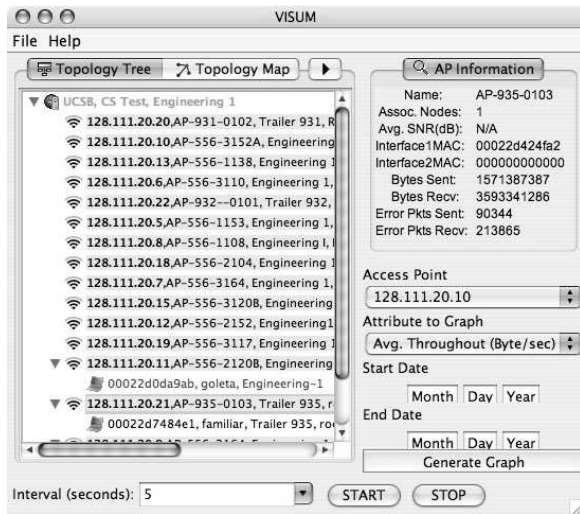 VISUM
File Help
Topology Tree Topology Map
UCSB, CS Test, Engineering 1
128.111.20.20,AP-931-0102, Trailer 931, R
128.111.20.10,AP-556-3152A, Engineering
128.111.20.13,AP-556-1138, Engineering 1
128.111.20.6,AP-556-3110, Engineering 1,
128.111.20.22,AP-932--0101, Trailer 932,
128.111.20.5,AP-556-1153, Engineering 1,
128.111.20.8,AP-556-1108, Engineering I, I
128.111.20.18,AP-556-2104, Engineering 1
128.111.20.7,AP-556-3164, Engineering 1,
128.111.20.15,AP-556-3120B, Engineering
128.111.20.12,AP-556-2152, Engineering1
128.111.20.19,AP-556-3117, Engineering 1
128.111.20.11,AP-556-2120B, Engineering
00022d0da9ab, goleta, Engineering-1
128.111.20.21,AP-935-0103, Trailer 935, r
00022d7484e1, familiar, Trailer 935, roo
AP Information
Name: AP-935-0103
Assoc. Nodes: 1
Avg. SNR(dB): N/A
Interface1MAC: 00022d424fa2
Interface2MAC: 000000000000
Bytes Sent: 1571387387
Bytes Recv: 3593341286
Error Pkts Sent: 90344
Error Pkts Recv: 213865
Access Point
128.111.20.10
Attribute to Graph
Avg. Throughout (Byte/sec)
Start Date
Month Day Year
End Date
Month Day Year
Generate Graph
Interval (seconds): 5 START STOP